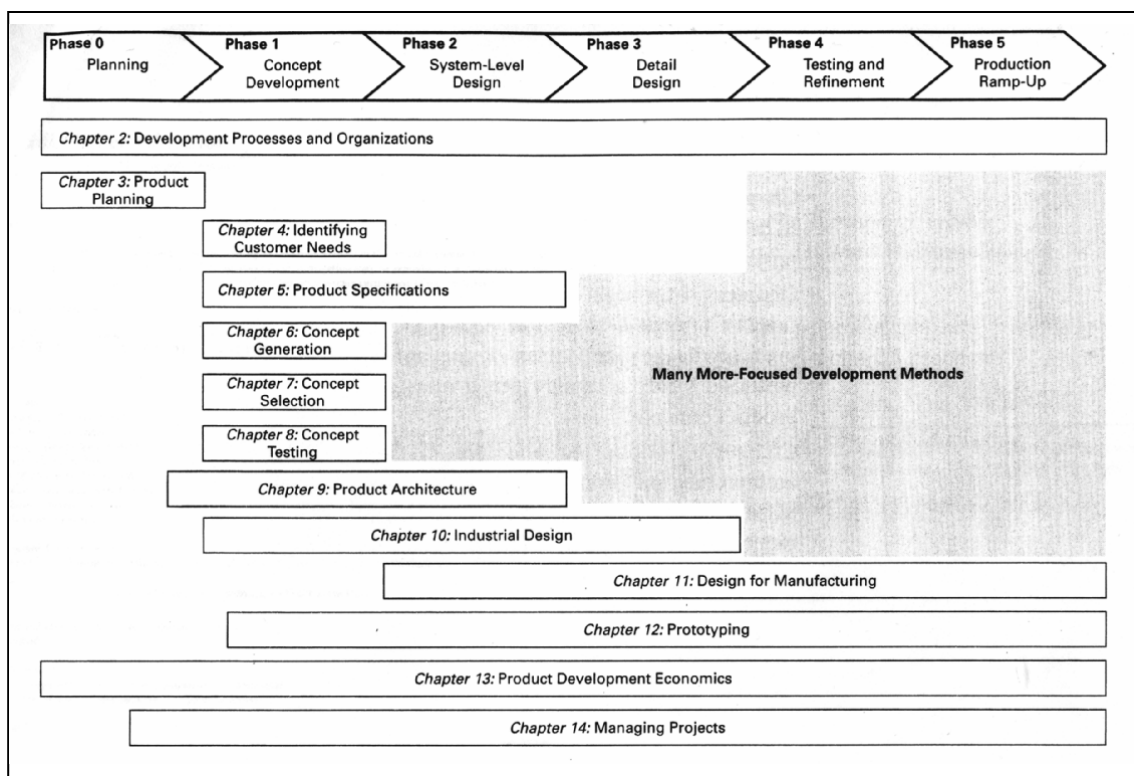 Phase 0
Planning
Phase 1
Concept
Development
Phase 2
System-Level
Design
Phase 3
Detail
Design
Phase 4
Testing and
Refinement
Phase 5
Production
Ramp-Up
Chapter 2: Development Processes and Organizations
Chapter 3: Product
Planning
Chapter 4: Identifying
Customer Needs
Chapter 5: Product Specifications
Chapter 6: Concept
Generation
Chapter 7: Concept
Selection
Chapter 8: Concept
Testing
Many More-Focused Development Methods
Chapter 9: Product Architecture
Chapter 10: Industrial Design
Chapter 11: Design for Manufacturing
Chapter 12: Prototyping
Chapter 13: Product Development Economics
Chapter 14: Managing Projects